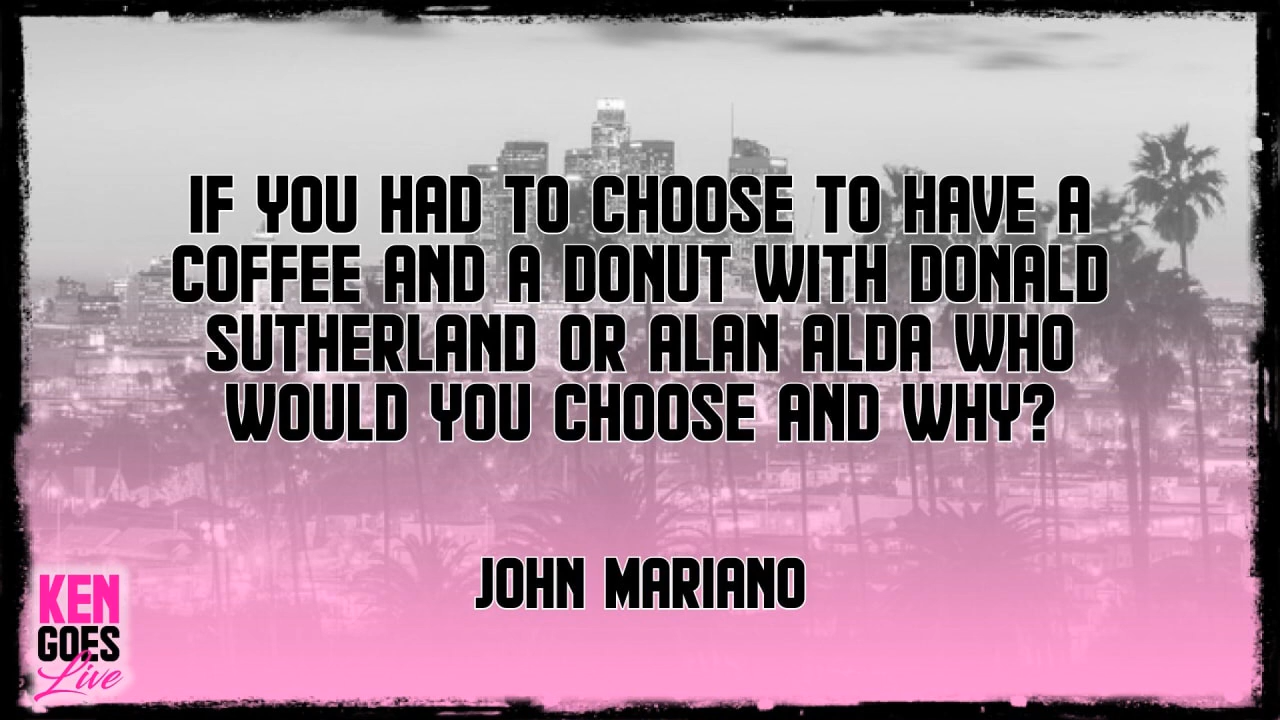 IF YOU HAD TO CHOOSE TO HAVE A
COFFEE AND A DONUT WITH DONALD
SUTHERLAND OR ALAN ALDA WHO
WOULD YOU CHOOSE AND WHY?
JOHN MARIANO
KEN
GOES
Live